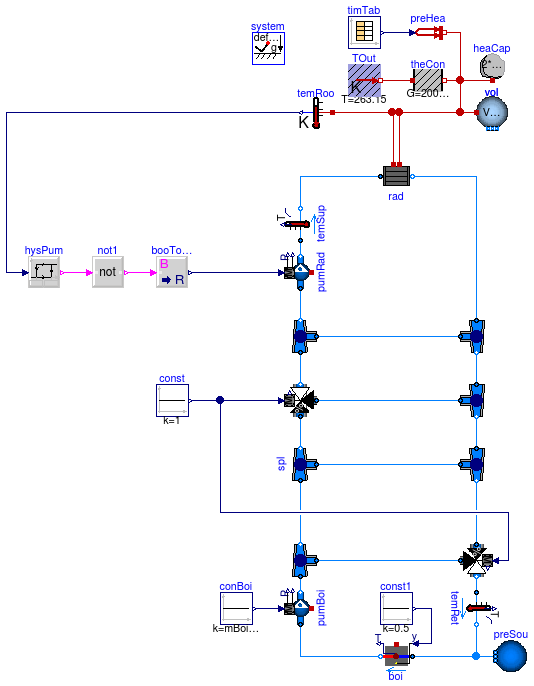 timTab
preHea
system
def...
g
TOut
theCon
heaCap
2*...
K
T=263.15
G=200...
vol
V...
temRoo
K
rad
T
temSup
hysPum
not1
booTo...
not
B
R
pumRad
const
k=1
spl
conBoi
k=mBoi...
pumBoi
const1
k=0.5
temRet
T
preSou
T
y
boi